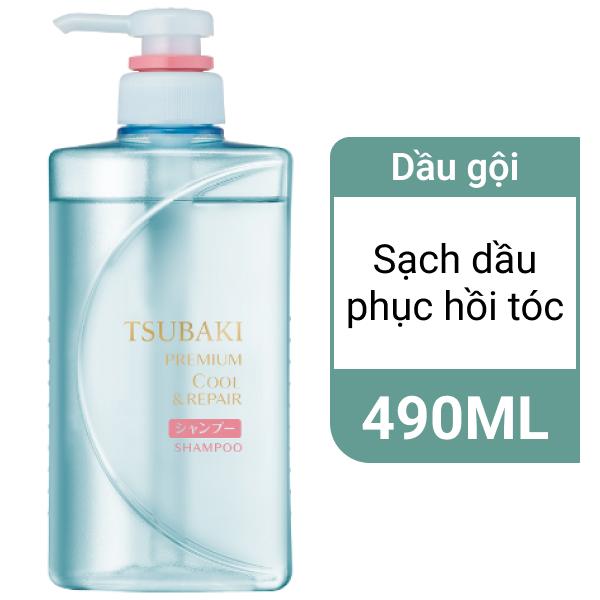 TSUBAKI
PREMIUM
COOL
& REPAIR
シャンプー
SHAMPOO
Dầu gội
Sạch dầu
phục hồi tóc
490ML